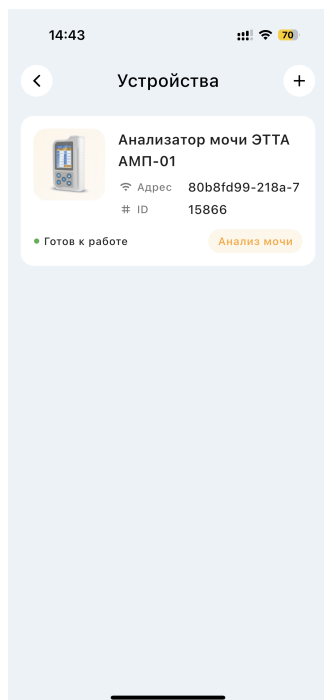 14:43
70
Устройства
Анализатор мочи ЭТТА
АМП-01
Адрес 80b8fd99-218a-7
ID 15866
Готов к работе
Анализ мочи